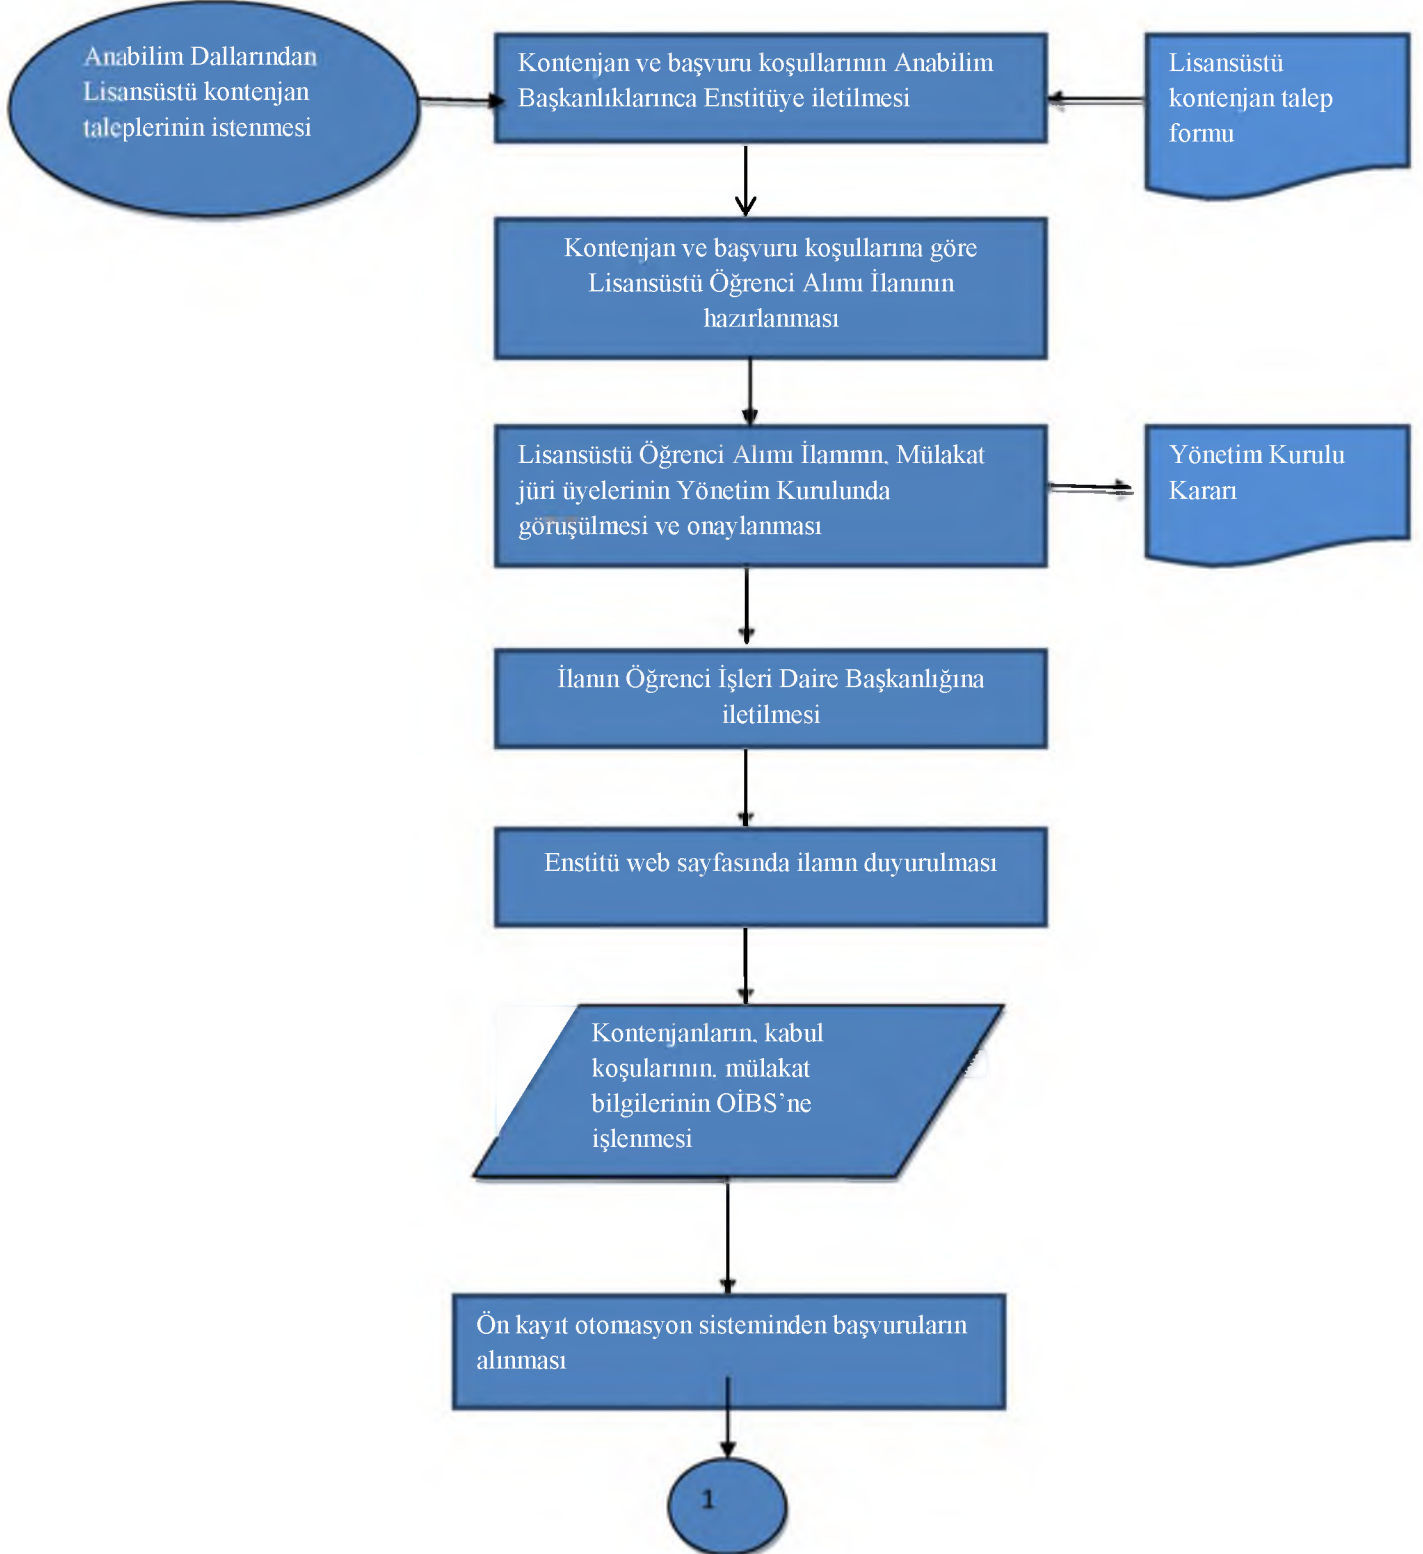 Anabilim Dallarından
Lisansüstü kontenjan
taleplerinin istenmesi
Kontenjan ve başvuru koşullarının Anabilim
Başkanlıklarınca Enstitüye iletilmesi
Lisansüstü
kontenjan talep
formu
Kontenjan ve başvuru koşullarına göre
Lisansüstü Öğrenci Alımı İlanının
hazırlanması
Lisansüstü Öğrenci Alımı İlammn, Mülakat
jüri üyelerinin Yönetim Kurulunda
görüşülmesi ve onaylanması
Yönetim Kurulu
Kararı
İlanın Öğrenci İşleri Daire Başkanlığına
iletilmesi
Enstitü web sayfasında ilamn duyurulması
Kontenjanların, kabul
koşularının, mülakat
bilgilerinin OİBS’ne
işlenmesi
Ön kayıt otomasyon sisteminden başvuruların
alınması
1